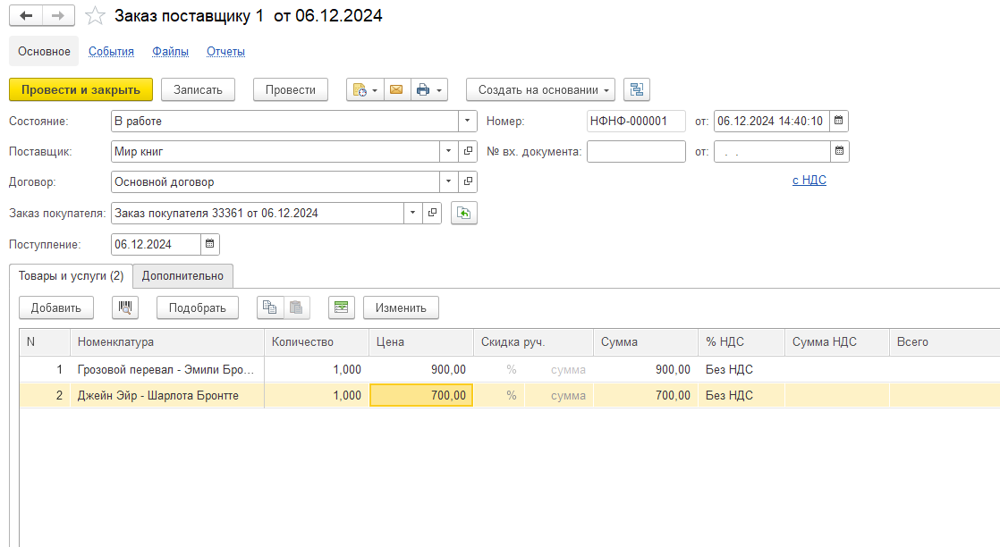 Заказ поставщику 1 от 06.12.2024
Основное События Файлы Отчеты
Провести и закрыть Записать Провести Создать на основании
Состояние: В работе Номер: НФНФ-000001 от: 06.12.2024 14:40:10
Поставщик: Мир книг № вх. документа: от: . .
Договор: Основной договор с НДС
Заказ покупателя: Заказ покупателя 33361 от 06.12.2024
Поступление: 06.12.2024
Товары и услуги (2) Дополнительно
Добавить Подобрать Изменить
N Номенклатура Количество Цена Скидка руч. Сумма % НДС Сумма НДС Всего
1 Грозовой перевал - Эмили Бро... 1,000 900,00 % сумма 900,00 Без НДС
2 Джейн Эйр - Шарлота Бронтте 1,000 700,00 % сумма 700,00 Без НДС